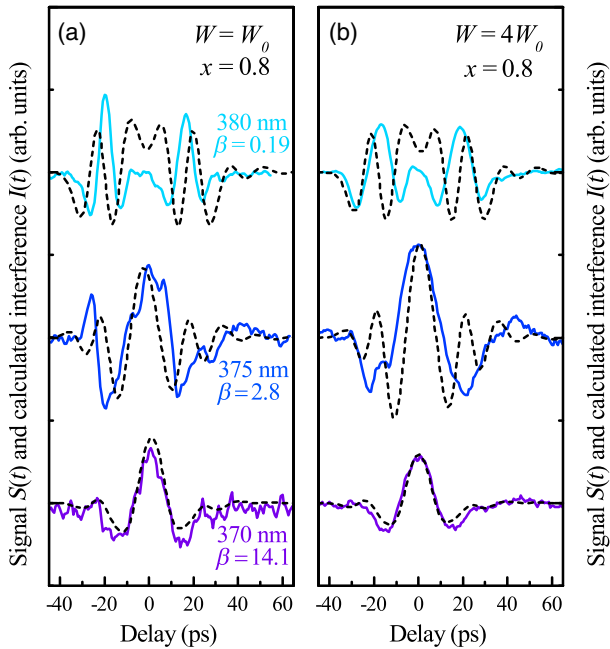 Signal S(t) and calculated interference I(t) (arb. units)
(a)
W = W₀
x = 0.8
380 nm
β = 0.19
375 nm
β = 2.8
370 nm
β = 14.1
-40 -20 0 20 40 60
Delay (ps)
(b)
W = 4W₀
x = 0.8
-40 -20 0 20 40 60
Delay (ps)
Signal S(t) and calculated interference I(t) (arb. units)